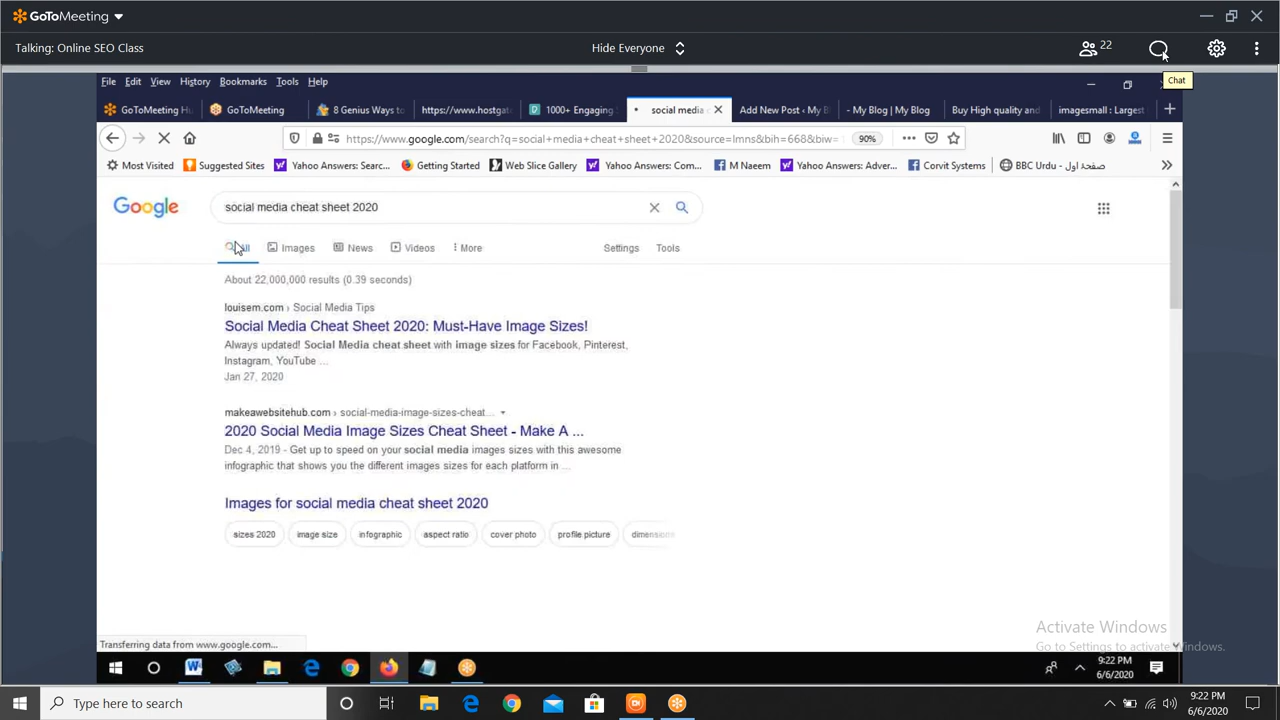 GoToMeeting
Talking: Online SEO Class
Hide Everyone
22
Chat
File Edit View History Bookmarks Tools Help
GoToMeeting Hu
GoToMeeting
8 Genius Ways to
https://www.hostgate
1000+ Engaging
social media c
Add New Post ‹ My B
- My Blog | My Blog
Buy High quality and
imagesmall : Largest
https://www.google.com/search?q=social+media+cheat+sheet+2020&source=lmns&bih=668&biw=
90%
Most Visited
Suggested Sites
Yahoo Answers: Searc...
Getting Started
Web Slice Gallery
Yahoo Answers: Com...
M Naeem
Yahoo Answers: Adver...
Corvit Systems
BBC Urdu - صفحۂ اول
Google
social media cheat sheet 2020
All Images News Videos More Settings Tools
About 22,000,000 results (0.39 seconds)
louisem.com › Social Media Tips
Social Media Cheat Sheet 2020: Must-Have Image Sizes!
Always updated! Social Media cheat sheet with image sizes for Facebook, Pinterest,
Instagram, YouTube ...
Jan 27, 2020
makeawebsitehub.com › social-media-image-sizes-cheat...
2020 Social Media Image Sizes Cheat Sheet - Make A ...
Dec 4, 2019 - Get up to speed on your social media images sizes with this awesome
infographic that shows you the different images sizes for each platform in ...
Images for social media cheat sheet 2020
sizes 2020 image size infographic aspect ratio cover photo profile picture dimensions
Transferring data from www.google.com...
Activate Windows
Go to Settings to activate Windows.
9:22 PM
6/6/2020
Type here to search
9:22 PM
6/6/2020